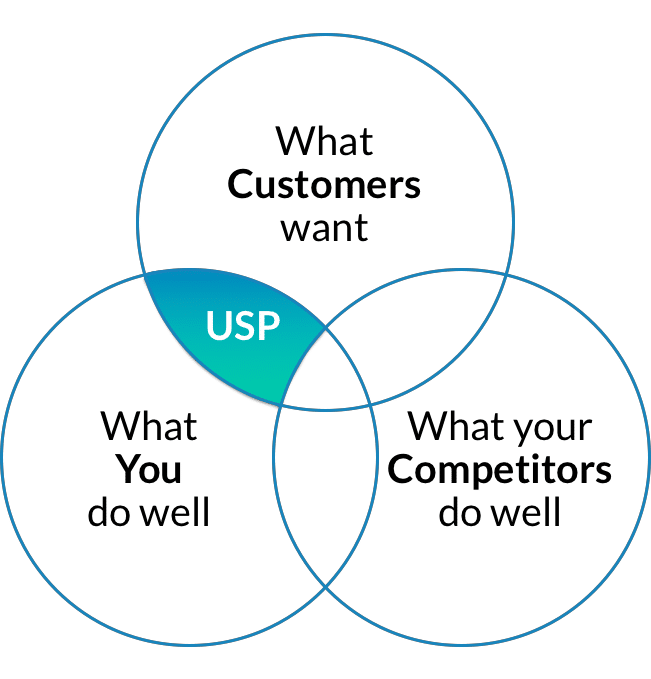 What
Customers
want
USP
What
You
do well
What your
Competitors
do well